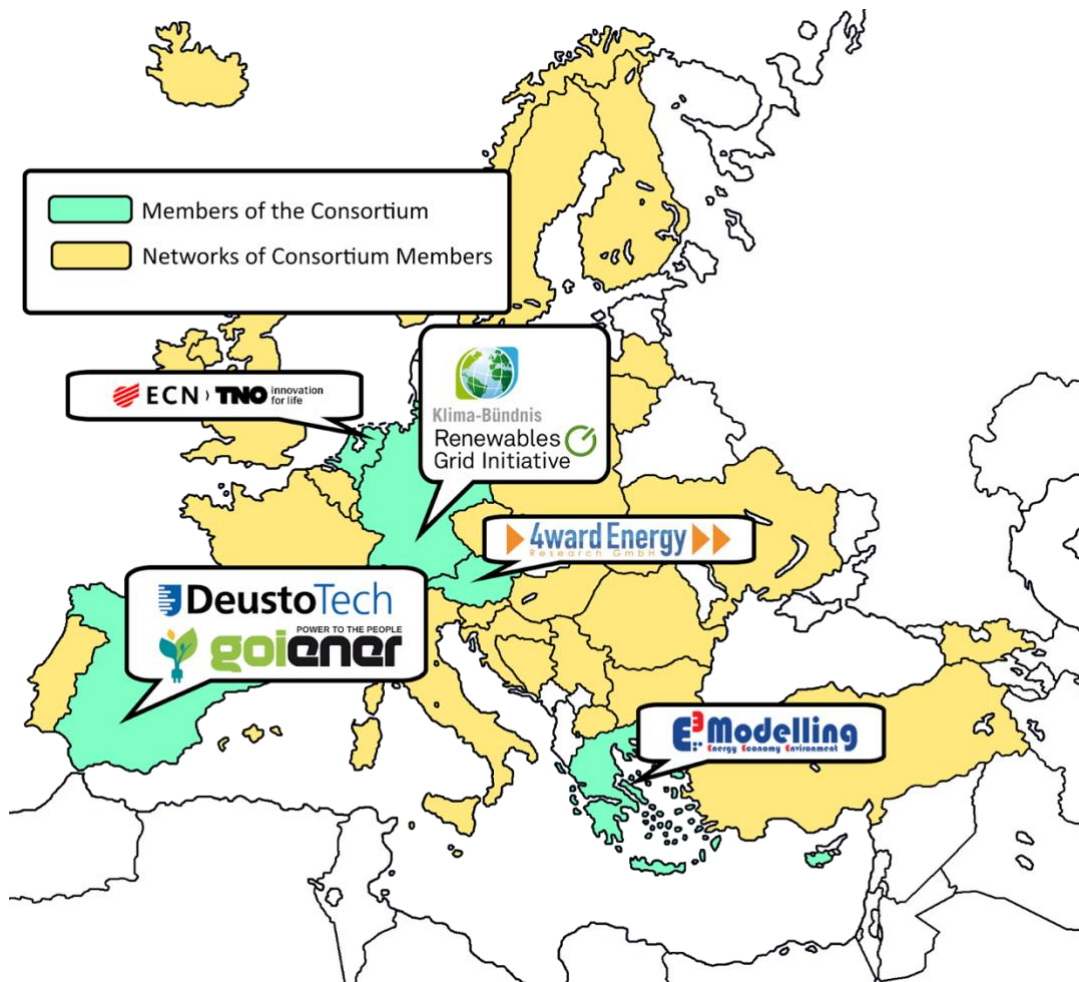 Members of the Consortium
Networks of Consortium Members
ECN › TNO innovation
for life
Klima-Bündnis
Renewables
Grid Initiative
4ward Energy
Research GmbH
DeustoTech
POWER TO THE PEOPLE
goiener
E³Modelling
Energy Economy Environment